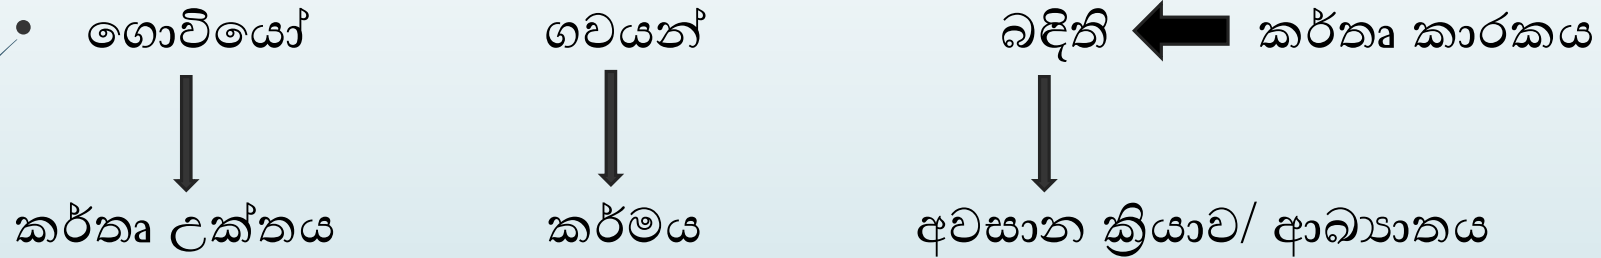 • ගොවියෝ ගවයන් බඳිති කර්තෘ කාරකය
කර්තෘ උක්තය කර්මය අවසාන ක්‍රියාව/ ආඛ්‍යාතය